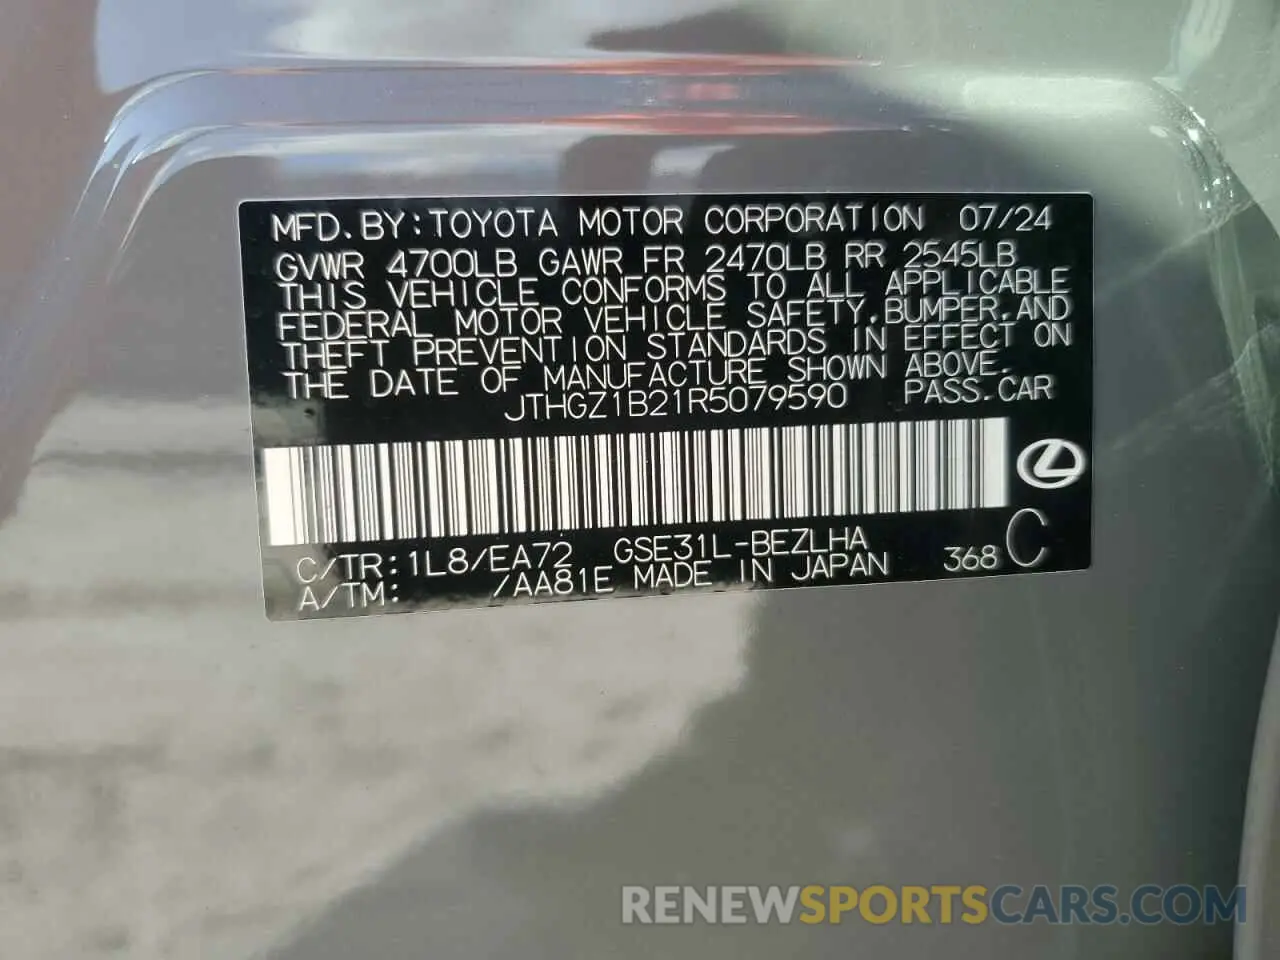 MFD.BY:TOYOTA MOTOR CORPORATION 07/24
GVWR 4700LB GAWR FR 2470LB RR 2545LB
THIS VEHICLE CONFORMS TO ALL APPLICABLE
FEDERAL MOTOR VEHICLE SAFETY,BUMPER,AND
THEFT PREVENTION STANDARDS IN EFFECT ON
THE DATE OF MANUFACTURE SHOWN ABOVE.
JTHGZ1B21R5079590 PASS.CAR
C/TR:1L8/EA72 GSE31L-BEZLHA
A/TM: /AA81E MADE IN JAPAN 368 C
RENEWSPORTSCARS.COM